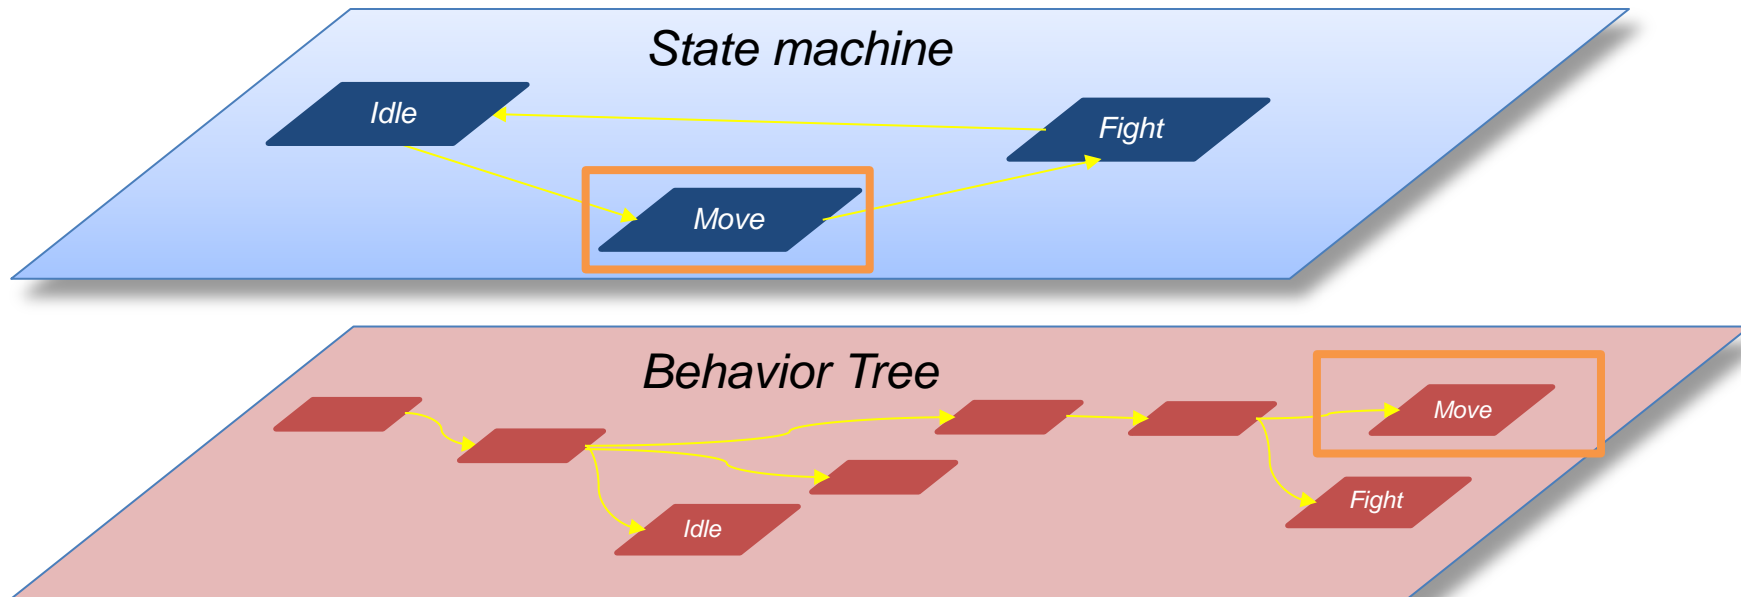 State machine
Idle
Fight
Move
Behavior Tree
Move
Fight
Idle